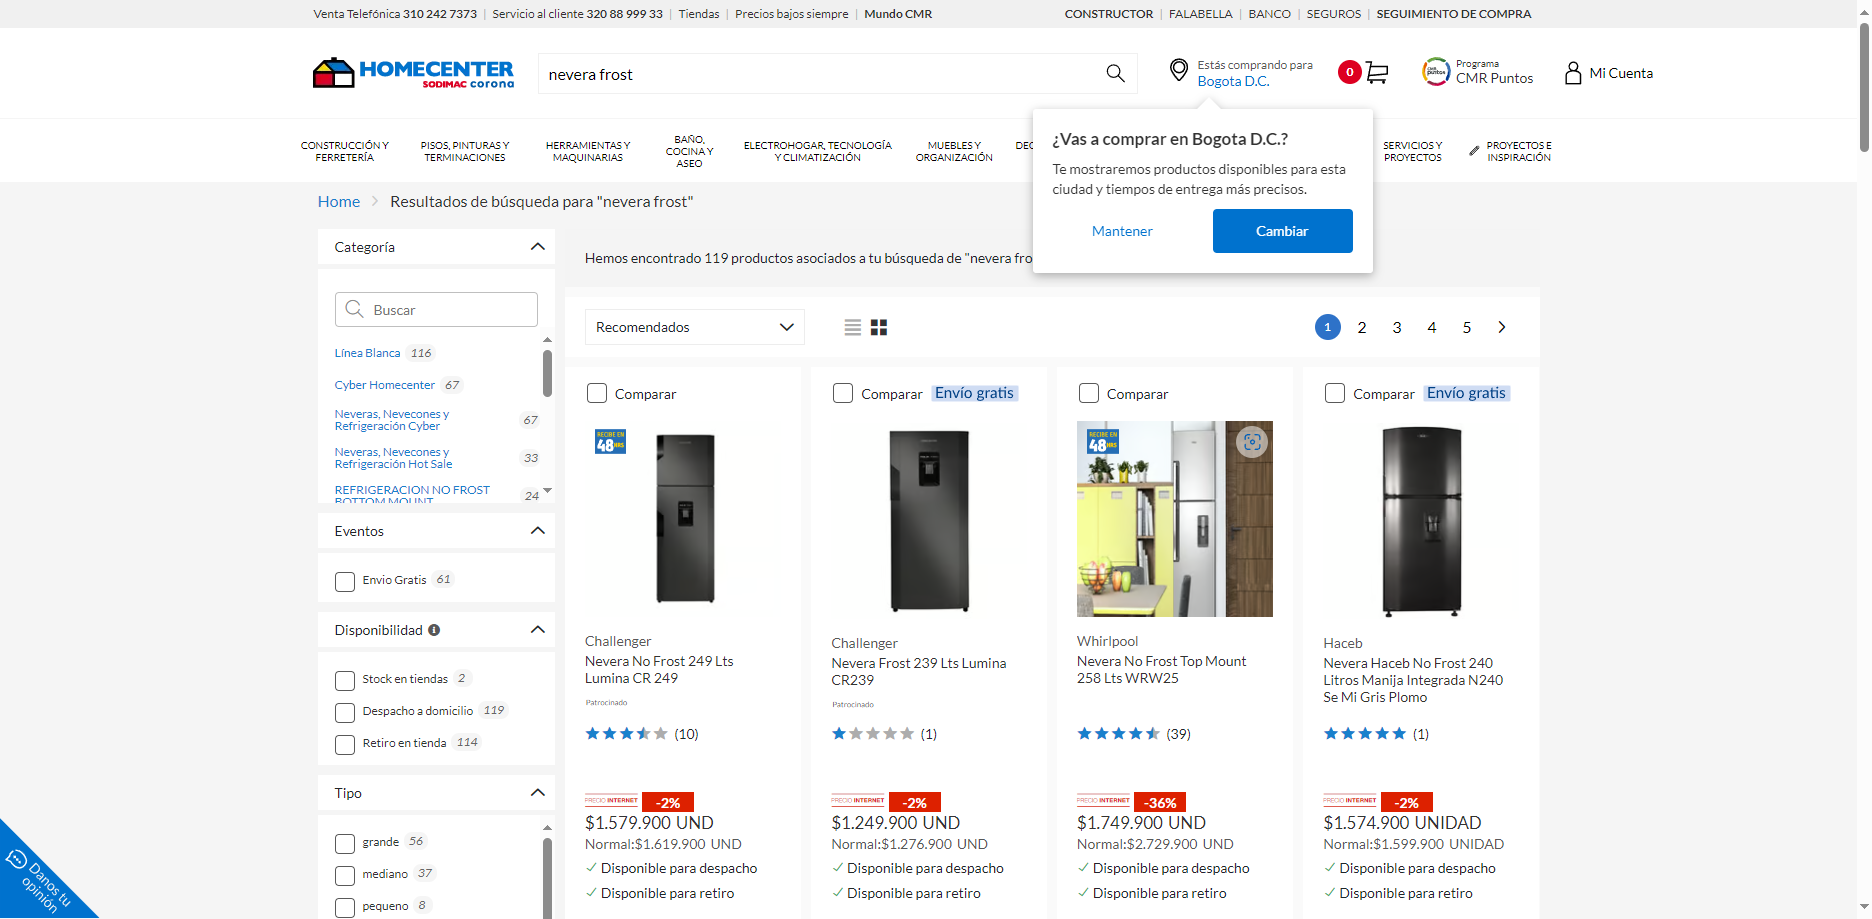 Venta Telefónica 310 242 7373 | Servicio al cliente 320 88 999 33 | Tiendas | Precios bajos siempre | Mundo CMR
CONSTRUCTOR | FALABELLA | BANCO | SEGUROS | SEGUIMIENTO DE COMPRA
HOMECENTER
SODIMAC corona
nevera frost
Estás comprando para
Bogota D.C.
0
CMR puntos
Programa
CMR Puntos
Mi Cuenta
CONSTRUCCIÓN Y
FERRETERÍA
PISOS, PINTURAS Y
TERMINACIONES
HERRAMIENTAS Y
MAQUINARIAS
BAÑO,
COCINA Y
ASEO
ELECTROHOGAR, TECNOLOGÍA
Y CLIMATIZACIÓN
MUEBLES Y
ORGANIZACIÓN
SERVICIOS Y
PROYECTOS
PROYECTOS E
INSPIRACIÓN
¿Vas a comprar en Bogota D.C.?
Te mostraremos productos disponibles para esta
ciudad y tiempos de entrega más precisos.
Mantener
Cambiar
Home > Resultados de búsqueda para "nevera frost"
Categoría
Buscar
Línea Blanca 116
Cyber Homecenter 67
Neveras, Nevecones y
Refrigeración Cyber 67
Neveras, Nevecones y
Refrigeración Hot Sale 33
REFRIGERACION NO FROST
BOTTOM MOUNT 24
Eventos
Envio Gratis 61
Disponibilidad
Stock en tiendas 2
Despacho a domicilio 119
Retiro en tienda 114
Tipo
grande 56
mediano 37
pequeno 8
Danos tu
opinión
Hemos encontrado 119 productos asociados a tu búsqueda de "nevera fro
Recomendados
1 2 3 4 5
Comparar
RECIBE EN
48 HRS
Challenger
Nevera No Frost 249 Lts
Lumina CR 249
Patrocinado
(10)
PRECIO INTERNET -2%
$1.579.900 UND
Normal:$1.619.900 UND
Disponible para despacho
Disponible para retiro
Comparar Envío gratis
Challenger
Nevera Frost 239 Lts Lumina
CR239
Patrocinado
(1)
PRECIO INTERNET -2%
$1.249.900 UND
Normal:$1.276.900 UND
Disponible para despacho
Disponible para retiro
Comparar
RECIBE EN
48 HRS
Whirlpool
Nevera No Frost Top Mount
258 Lts WRW25
(39)
PRECIO INTERNET -36%
$1.749.900 UND
Normal:$2.729.900 UND
Disponible para despacho
Disponible para retiro
Comparar Envío gratis
Haceb
Nevera Haceb No Frost 240
Litros Manija Integrada N240
Se Mi Gris Plomo
(1)
PRECIO INTERNET -2%
$1.574.900 UNIDAD
Normal:$1.599.900 UNIDAD
Disponible para despacho
Disponible para retiro